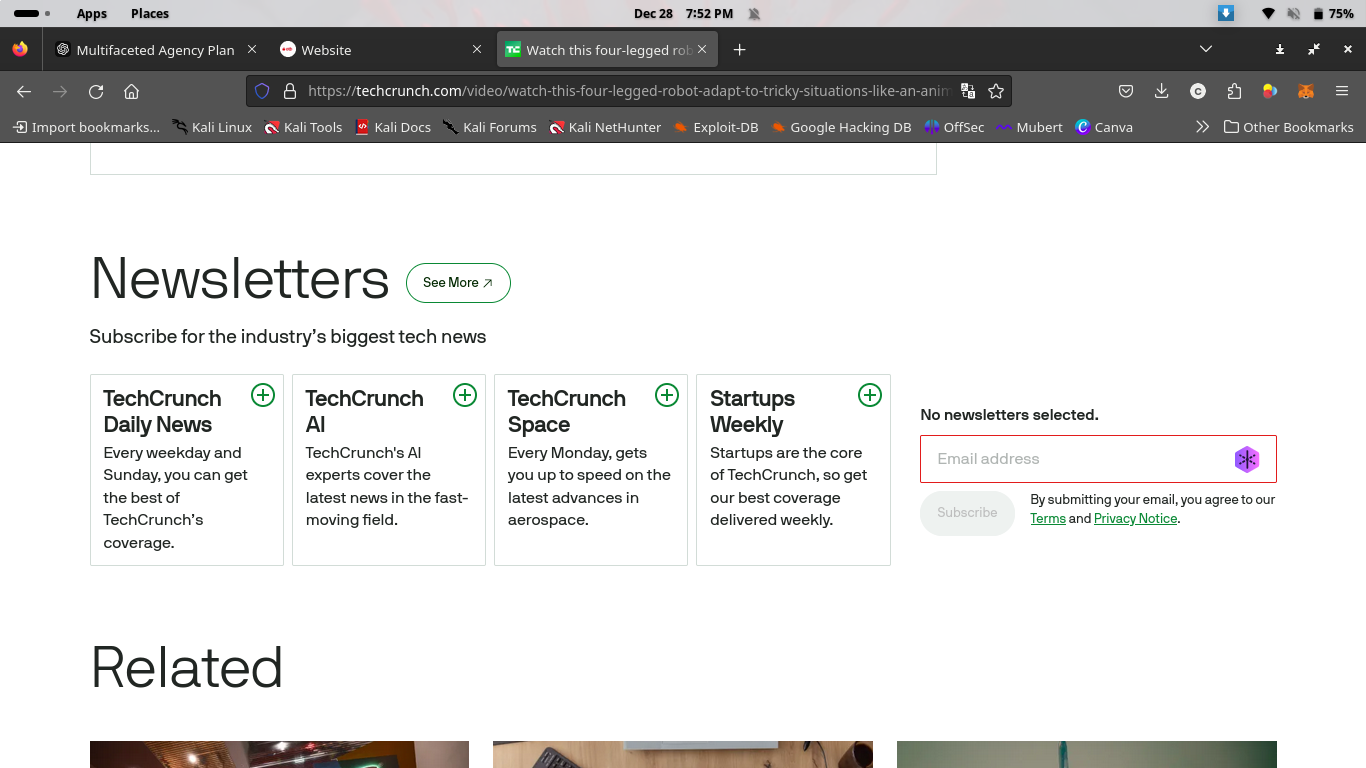 Apps Places Dec 28 7:52 PM 75%
Multifaceted Agency Plan Website Watch this four-legged rob
https://techcrunch.com/video/watch-this-four-legged-robot-adapt-to-tricky-situations-like-an-anim
Import bookmarks... Kali Linux Kali Tools Kali Docs Kali Forums Kali NetHunter Exploit-DB Google Hacking DB OffSec Mubert Canva Other Bookmarks
Newsletters See More
Subscribe for the industry's biggest tech news
TechCrunch
Daily News
Every weekday and
Sunday, you can get
the best of
TechCrunch’s
coverage.
TechCrunch
AI
TechCrunch's AI
experts cover the
latest news in the fast-
moving field.
TechCrunch
Space
Every Monday, gets
you up to speed on the
latest advances in
aerospace.
Startups
Weekly
Startups are the core
of TechCrunch, so get
our best coverage
delivered weekly.
No newsletters selected.
Email address
Subscribe
By submitting your email, you agree to our
Terms and Privacy Notice.
Related